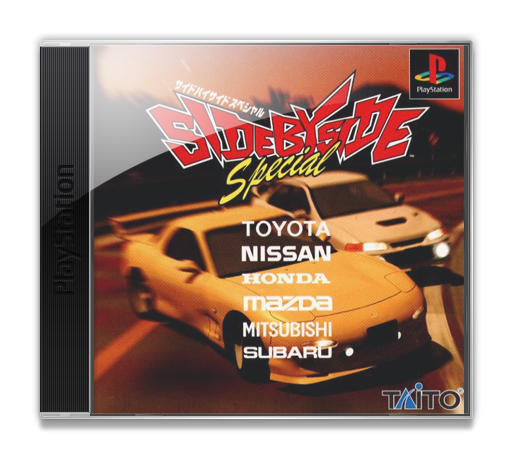 PlayStation
PlayStation
サイドバイサイド スペシャル
SIDEBYSIDE
Special
TOYOTA
NISSAN
HONDA
mazda
MITSUBISHI
SUBARU
TAITO